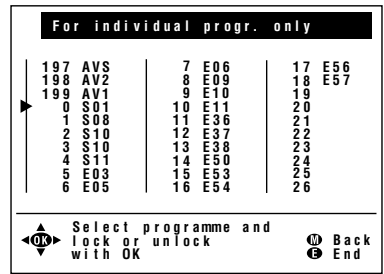 For individual progr. only
197 AVS
198 AV2
199 AV1
0 S01
1 S08
2 S10
3 S10
4 S11
5 E03
6 E05
7 E06
8 E09
9 E10
10 E11
11 E36
12 E37
13 E38
14 E50
15 E53
16 E54
17 E56
18 E57
19
20
21
22
23
24
25
26
Select programme and
lock or unlock
with OK
OK
M Back
E End